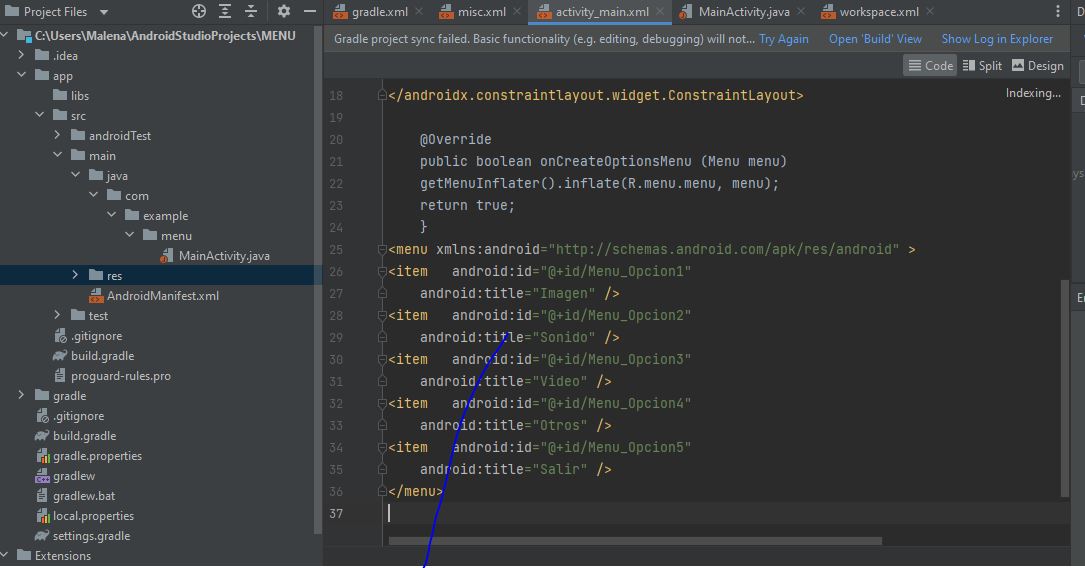 Project Files
gradle.xml
misc.xml
activity_main.xml
MainActivity.java
workspace.xml
C:\Users\Malena\AndroidStudioProjects\MENU
.idea
app
libs
src
androidTest
main
java
com
example
menu
MainActivity.java
res
AndroidManifest.xml
test
.gitignore
build.gradle
proguard-rules.pro
gradle
.gitignore
build.gradle
gradle.properties
gradlew
gradlew.bat
local.properties
settings.gradle
Extensions
Gradle project sync failed. Basic functionality (e.g. editing, debugging) will not... Try Again Open 'Build' View Show Log in Explorer
Code Split Design
Indexing...
18 </androidx.constraintlayout.widget.ConstraintLayout>
19
20 @Override
21 public boolean onCreateOptionsMenu (Menu menu)
22 getMenuInflater().inflate(R.menu.menu, menu);
23 return true;
24 }
25 <menu xmlns:android="http://schemas.android.com/apk/res/android" >
26 <item android:id="@+id/Menu_Opcion1"
27 android:title="Imagen" />
28 <item android:id="@+id/Menu_Opcion2"
29 android:title="Sonido" />
30 <item android:id="@+id/Menu_Opcion3"
31 android:title="Video" />
32 <item android:id="@+id/Menu_Opcion4"
33 android:title="Otros" />
34 <item android:id="@+id/Menu_Opcion5"
35 android:title="Salir" />
36 </menu>
37